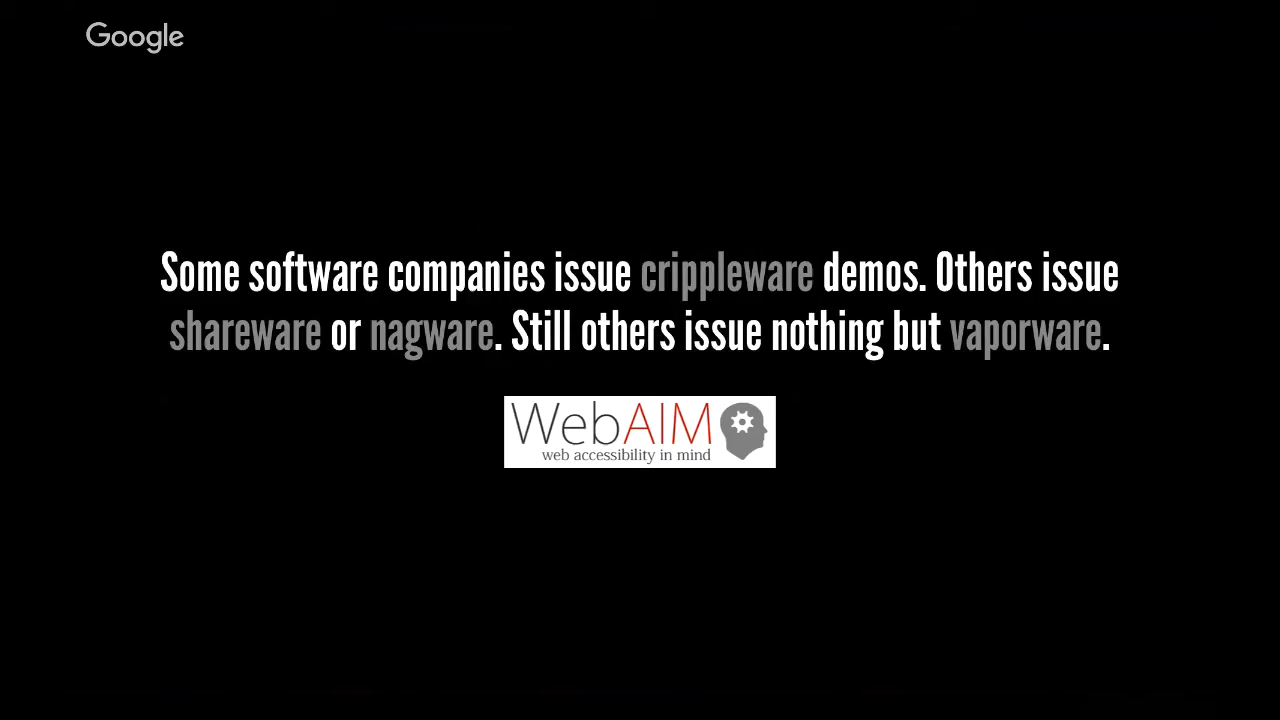 Google
Some software companies issue crippleware demos. Others issue
shareware or nagware. Still others issue nothing but vaporware.
WebAIM
web accessibility in mind